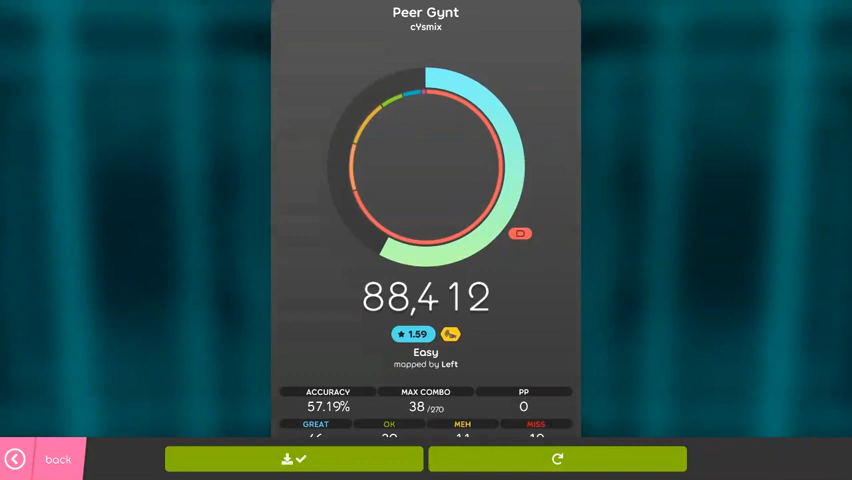 Peer Gynt
cYsmix
D
88,412
1.59
Easy
mapped by Left
ACCURACY MAX COMBO PP
57.19% 38/270 0
GREAT OK MEH MISS
back